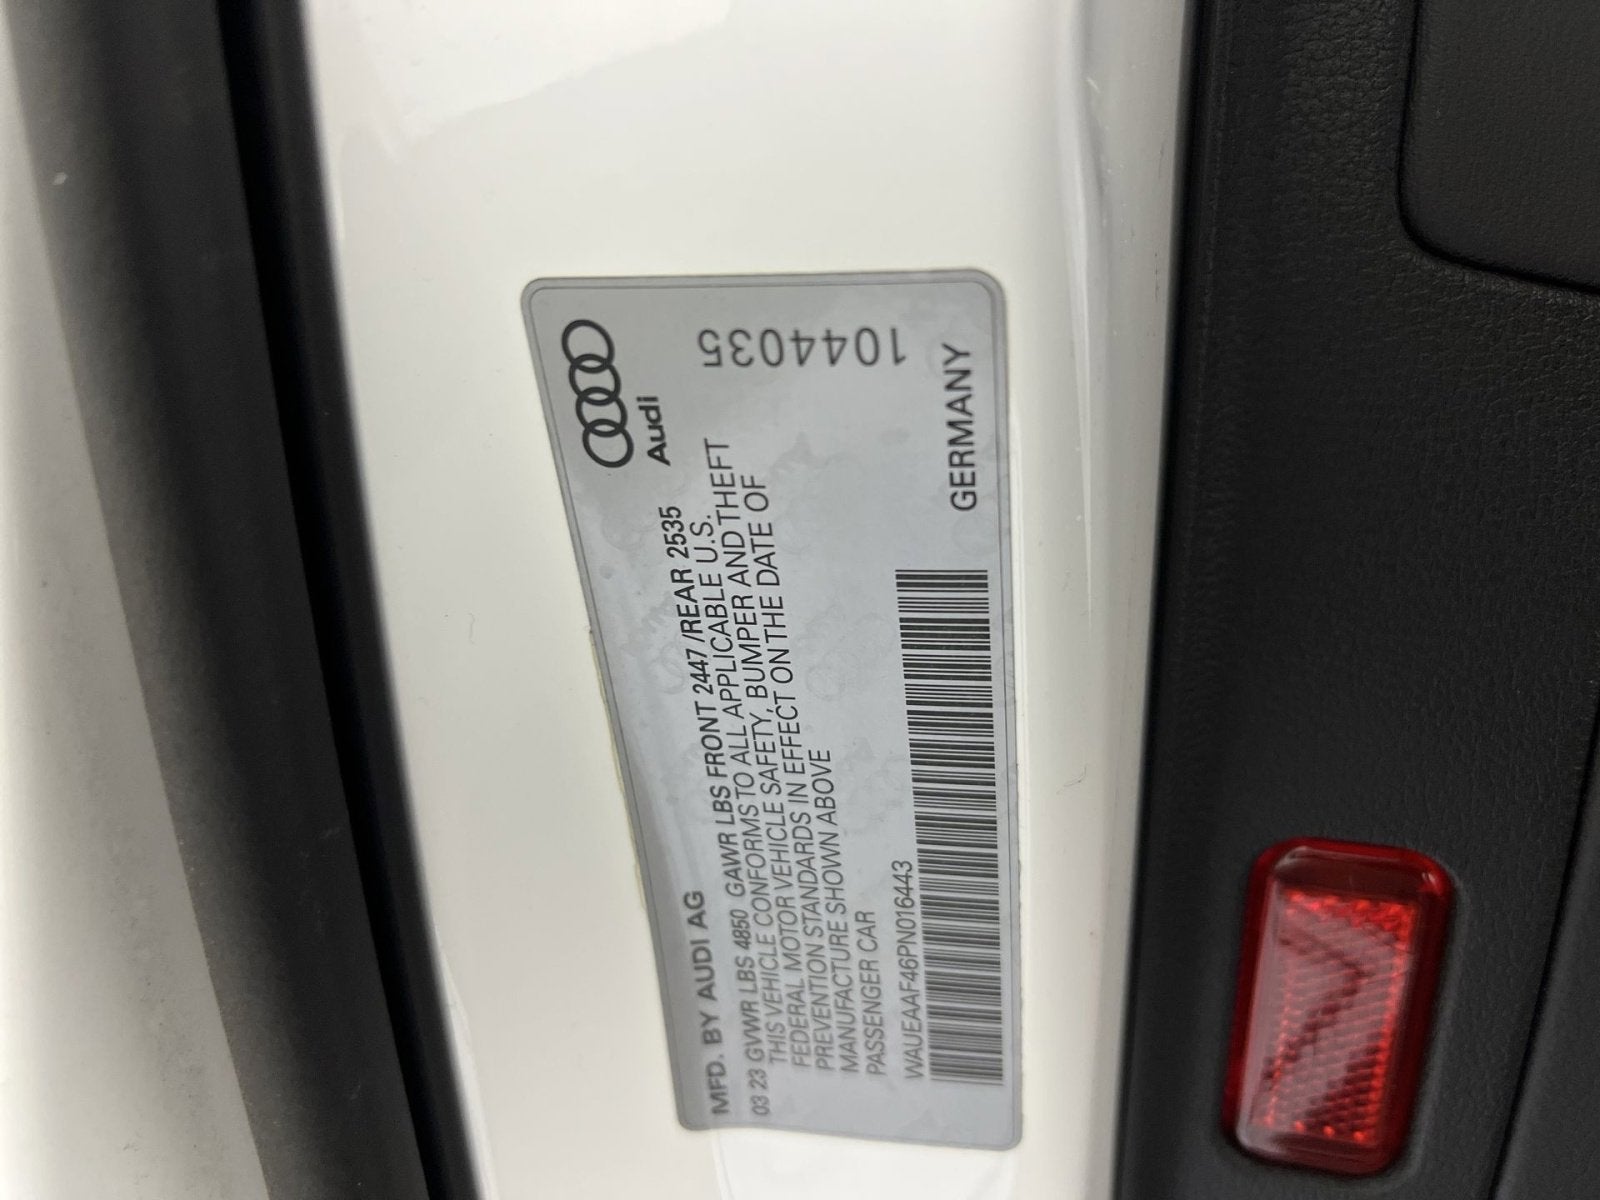 Audi
MFD. BY AUDI AG
03 23 GVWR LBS 4850 GAWR LBS FRONT 2447 /REAR 2535
THIS VEHICLE CONFORMS TO ALL APPLICABLE U.S.
FEDERAL MOTOR VEHICLE SAFETY, BUMPER AND THEFT
PREVENTION STANDARDS IN EFFECT ON THE DATE OF
MANUFACTURE SHOWN ABOVE
PASSENGER CAR
1044035
WAUEAAF46PN016443
GERMANY